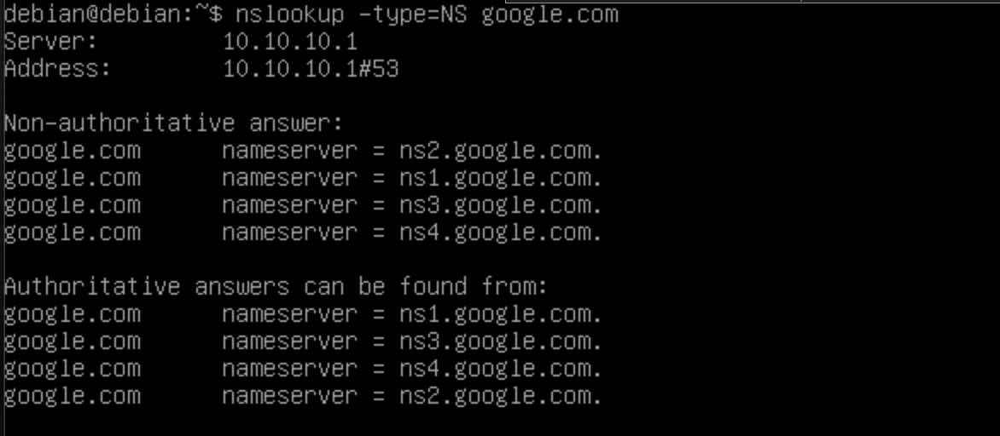 debian@debian:~$ nslookup -type=NS google.com
Server: 10.10.10.1
Address: 10.10.10.1#53
Non-authoritative answer:
google.com nameserver = ns2.google.com.
google.com nameserver = ns1.google.com.
google.com nameserver = ns3.google.com.
google.com nameserver = ns4.google.com.
Authoritative answers can be found from:
google.com nameserver = ns1.google.com.
google.com nameserver = ns3.google.com.
google.com nameserver = ns4.google.com.
google.com nameserver = ns2.google.com.